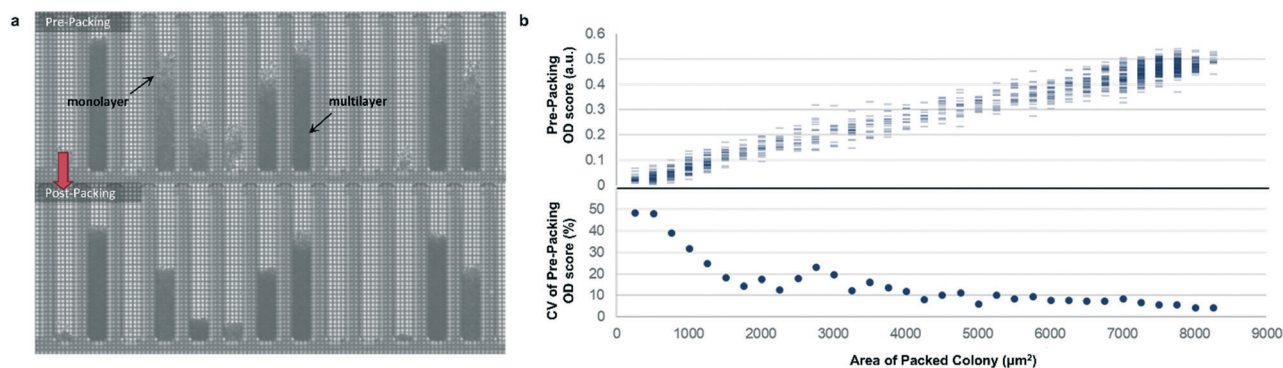 a
Pre-Packing
monolayer
multilayer
Post-Packing
b
Pre-Packing
OD score (a.u.)
0.6
0.5
0.4
0.3
0.2
0.1
0
CV of Pre-Packing
OD score (%)
50
40
30
20
10
0
0 1000 2000 3000 4000 5000 6000 7000 8000 9000
Area of Packed Colony (µm²)